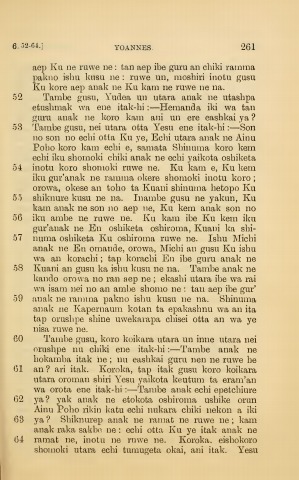 6. 52-64.] YOANNES. 261
aep Ku ne ruwe ne: tan aep ibe guru an chiki ramma
pakno ishu kusu ne: ruwe un, moshiri inotu gusu
Ku kore aep anak ne Ku kam ne ruwe ne na.
52 Tambe gusu, Yudea un utara anak ne utashpa
etushmak wa ene itak-hi:—Hemanda iki wa tan
guru anak ne koro kam ani un ere eashkai ya?
53 Tambe gusu, nei utara otta Yesu ene itak-hi:—Son
no son no echi otta Ku ye, Echi utara anak ne Ainu
Poho koro kam echi e, samata Shinuma koro kem
echi iku shomoki chiki anak ne echi yaikota oshiketa
54 inotu koro shomoki ruwe ne. Ku kam e, Ku kem
iku gur'anak ne ramma okere shomoki inotu koro;
orowa, okese an toho ta Kuani shinuma hetopo Ku
55 shiknure kusu ne na. Inambe gusu ne yakun, Ku
kam anak ne son no aep ne, Ku kem anak son no
56 iku ambe ne ruwe ne. Ku kam ibe Ku kem iku
gur'anak ne En oshiketa oshiroma, Kuani ka shi-
57 numa oshiketa Ku oshiroma ruwe ne. Ishu Michi
anak ne En omande, orowa, Michi an gusu Ku ishu
wa an korachi; tap korachi En ibe guru anak ne
58 Kuani an gusu ka ishu kusu ne na. Tambe anak ne
kando orowa no ran aep ne; ekashi utara ibe wa rai
wa isam nei no an ambe shomo ne: tan aep ibe gur'
59 anak ne ramma pakno ishu kusu ne na. Shinuma
anak ne Kapernaum kotan ta epakashnu wa an ita
tap orushpe shine uwekarapa chisei otta an wa ye
nisa ruwe ne.
60 Tambe gusu, koro koikara utara un inne utara nei
orushpe nu chiki ene itak-hi:—Tambe anak ne
hokamba itak ne; nu eashkai guru nen ne ruwe he
61 an? ari itak. Koroka, tap itak gusu koro koikara
utara oroman shiri Yesu yaikota keutum ta eram'an
wa orota ene itak-hi:—Tambe anak echi opetchiure
62 ya? yak anak ne etokota oshiroma ushike orun
Ainu Poho rikin katu echi nukara chiki nekon a iki
63 ya? Shiknurep anak ne ramat ne ruwe ne; kam
anak raka sakbe ne: echi otta Ku ye itak anak ne
64 ramat ne, inotu ne ruwe ne. Koroka, eishokoro
shomoki utara echi tumugeta okai, ani itak. Yesu